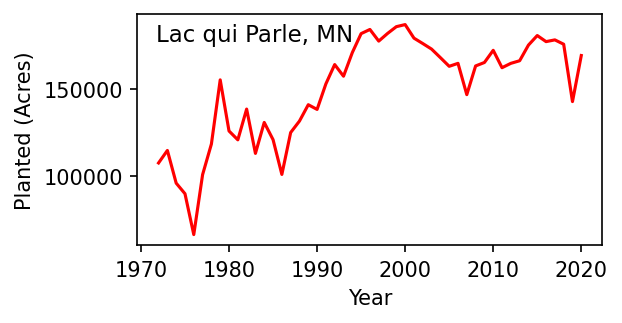 Lac qui Parle, MN
Planted (Acres)
150000
100000
1970 1980 1990 2000 2010 2020
Year